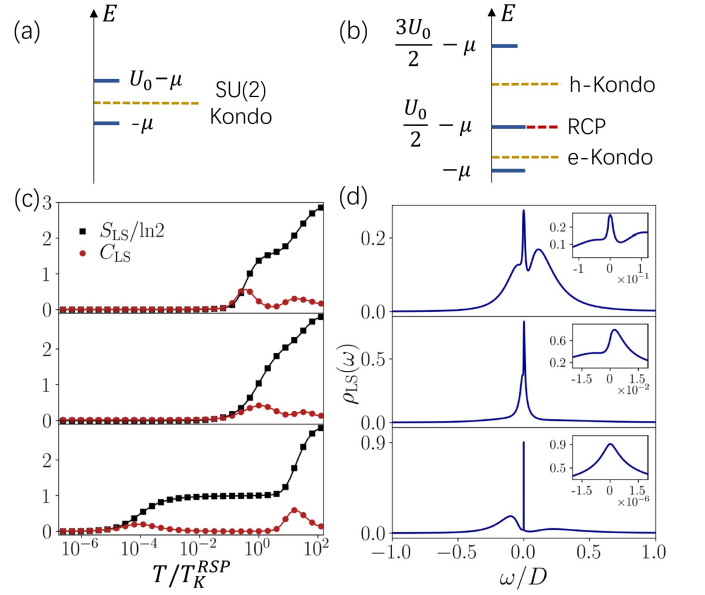 (a)
E
U₀−μ
-μ
SU(2)
Kondo
(b)
E
3U₀/2 − μ
h-Kondo
U₀/2 − μ
RCP
e-Kondo
−μ
(c)
3
2
1
0
S_LS/ln2
C_LS
2
1
0
2
1
0
10⁻⁶
10⁻⁴
10⁻²
10⁰
10²
T/T_K^RSP
(d)
ρ_LS(ω)
0.2
0.0
0.2
0.1
-1
0
1
×10⁻¹
0.5
0.0
0.6
0.2
-1.5
0
1.5
×10⁻²
0.9
0.0
0.9
0.5
-1.5
0
1.5
×10⁻⁶
−1.0
−0.5
0.0
0.5
1.0
ω/D